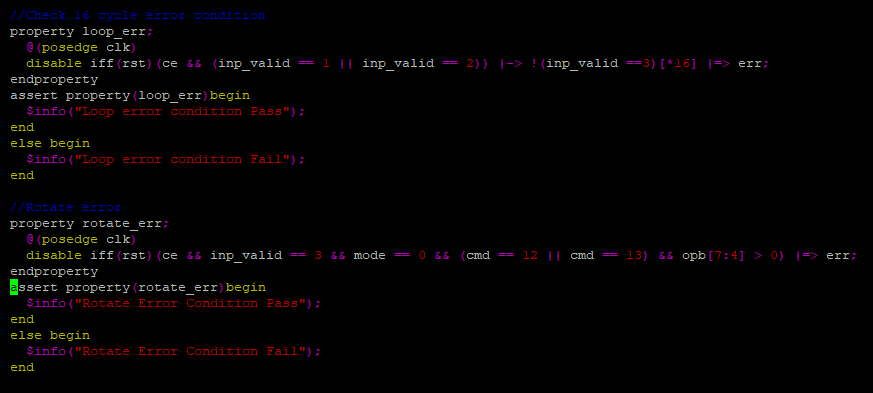 //Check 16 cycle error condition
property loop_err;
  @(posedge clk)
  disable iff(rst)(ce && (inp_valid == 1 || inp_valid == 2)) |-> !(inp_valid ==3)[*16] |=> err;
endproperty
assert property(loop_err)begin
  $info("Loop error condition Pass");
end
else begin
  $info("Loop error condition Fail");
end

//Rotate error
property rotate_err;
  @(posedge clk)
  disable iff(rst)(ce && inp_valid == 3 && mode == 0 && (cmd == 12 || cmd == 13) && opb[7:4] > 0) |=> err;
endproperty
assert property(rotate_err)begin
  $info("Rotate Error Condition Pass");
end
else begin
  $info("Rotate Error Condition Fail");
end